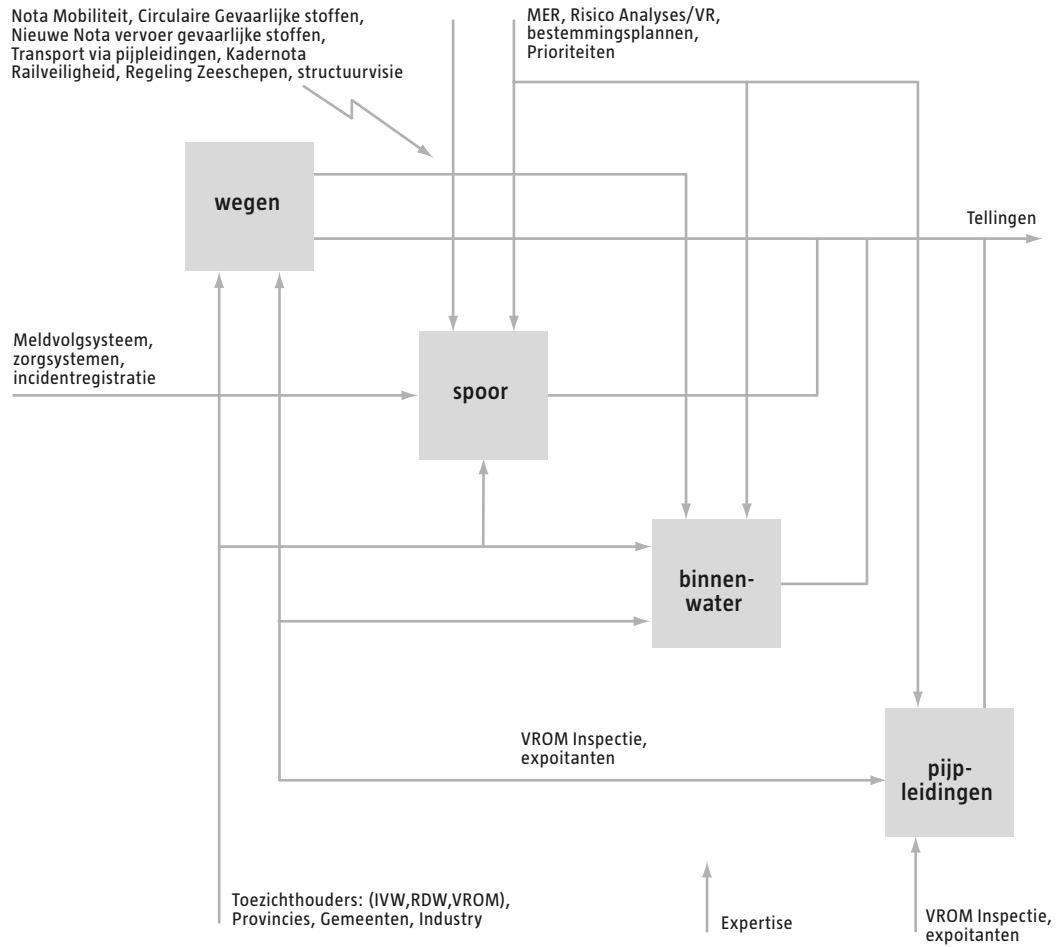 Nota Mobiliteit, Circulaire Gevaarlijke stoffen,
Nieuwe Nota vervoer gevaarlijke stoffen,
Transport via pijpleidingen, Kadernota
Railveiligheid, Regeling Zeeschepen, structuurvisie
MER, Risico Analyses/VR,
bestemmingsplannen,
Prioriteiten
wegen
Tellingen
Meldvolgsysteem,
zorgsystemen,
incidentregistratie
spoor
binnen-
water
VROM Inspectie,
expoitanten
pijp-
leidingen
Toezichthouders: (IVW,RDW,VROM),
Provincies, Gemeenten, Industry
Expertise
VROM Inspectie,
expoitanten